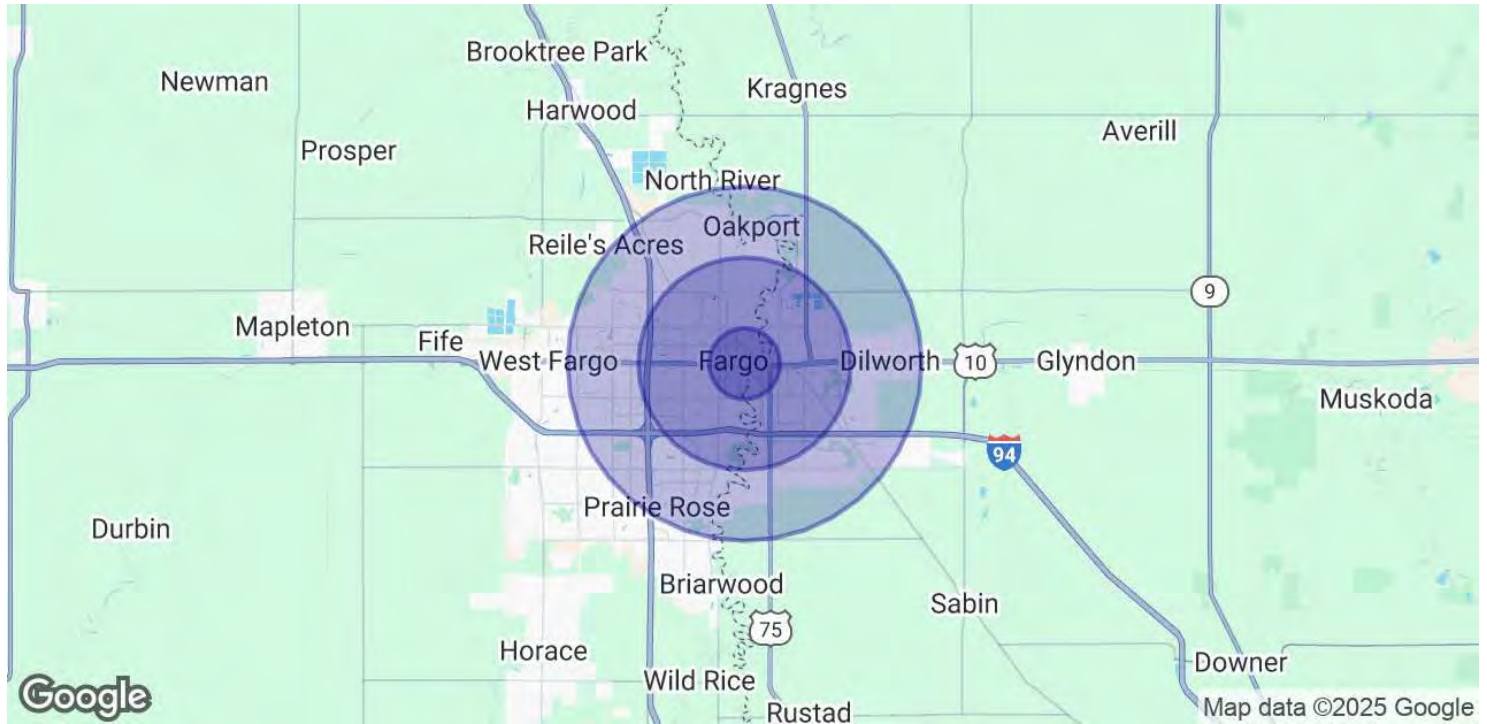 Brooktree Park
Newman
Kragnes
Harwood
Averill
Prosper
North River
Oakport
Reile's Acres
9
Mapleton
Fife
West Fargo
Fargo
Dilworth
10
Glyndon
Muskoda
94
Prairie Rose
Durbin
Briarwood
Sabin
75
Horace
Downer
Wild Rice
Google
Rustad
Map data ©2025 Google